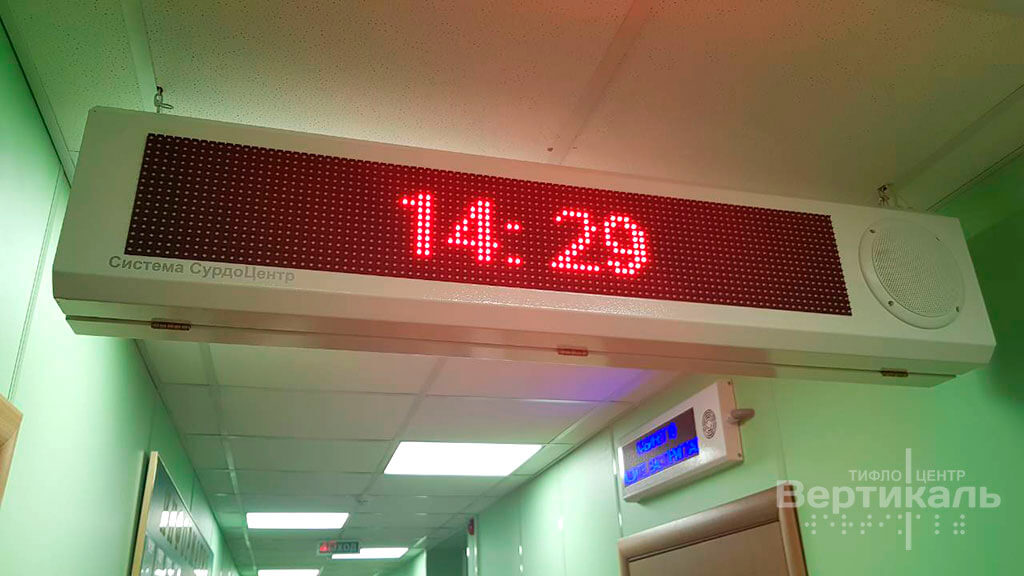 14:29
Система СурдоЦентр
ТИФЛО ЦЕНТР
Вертикаль